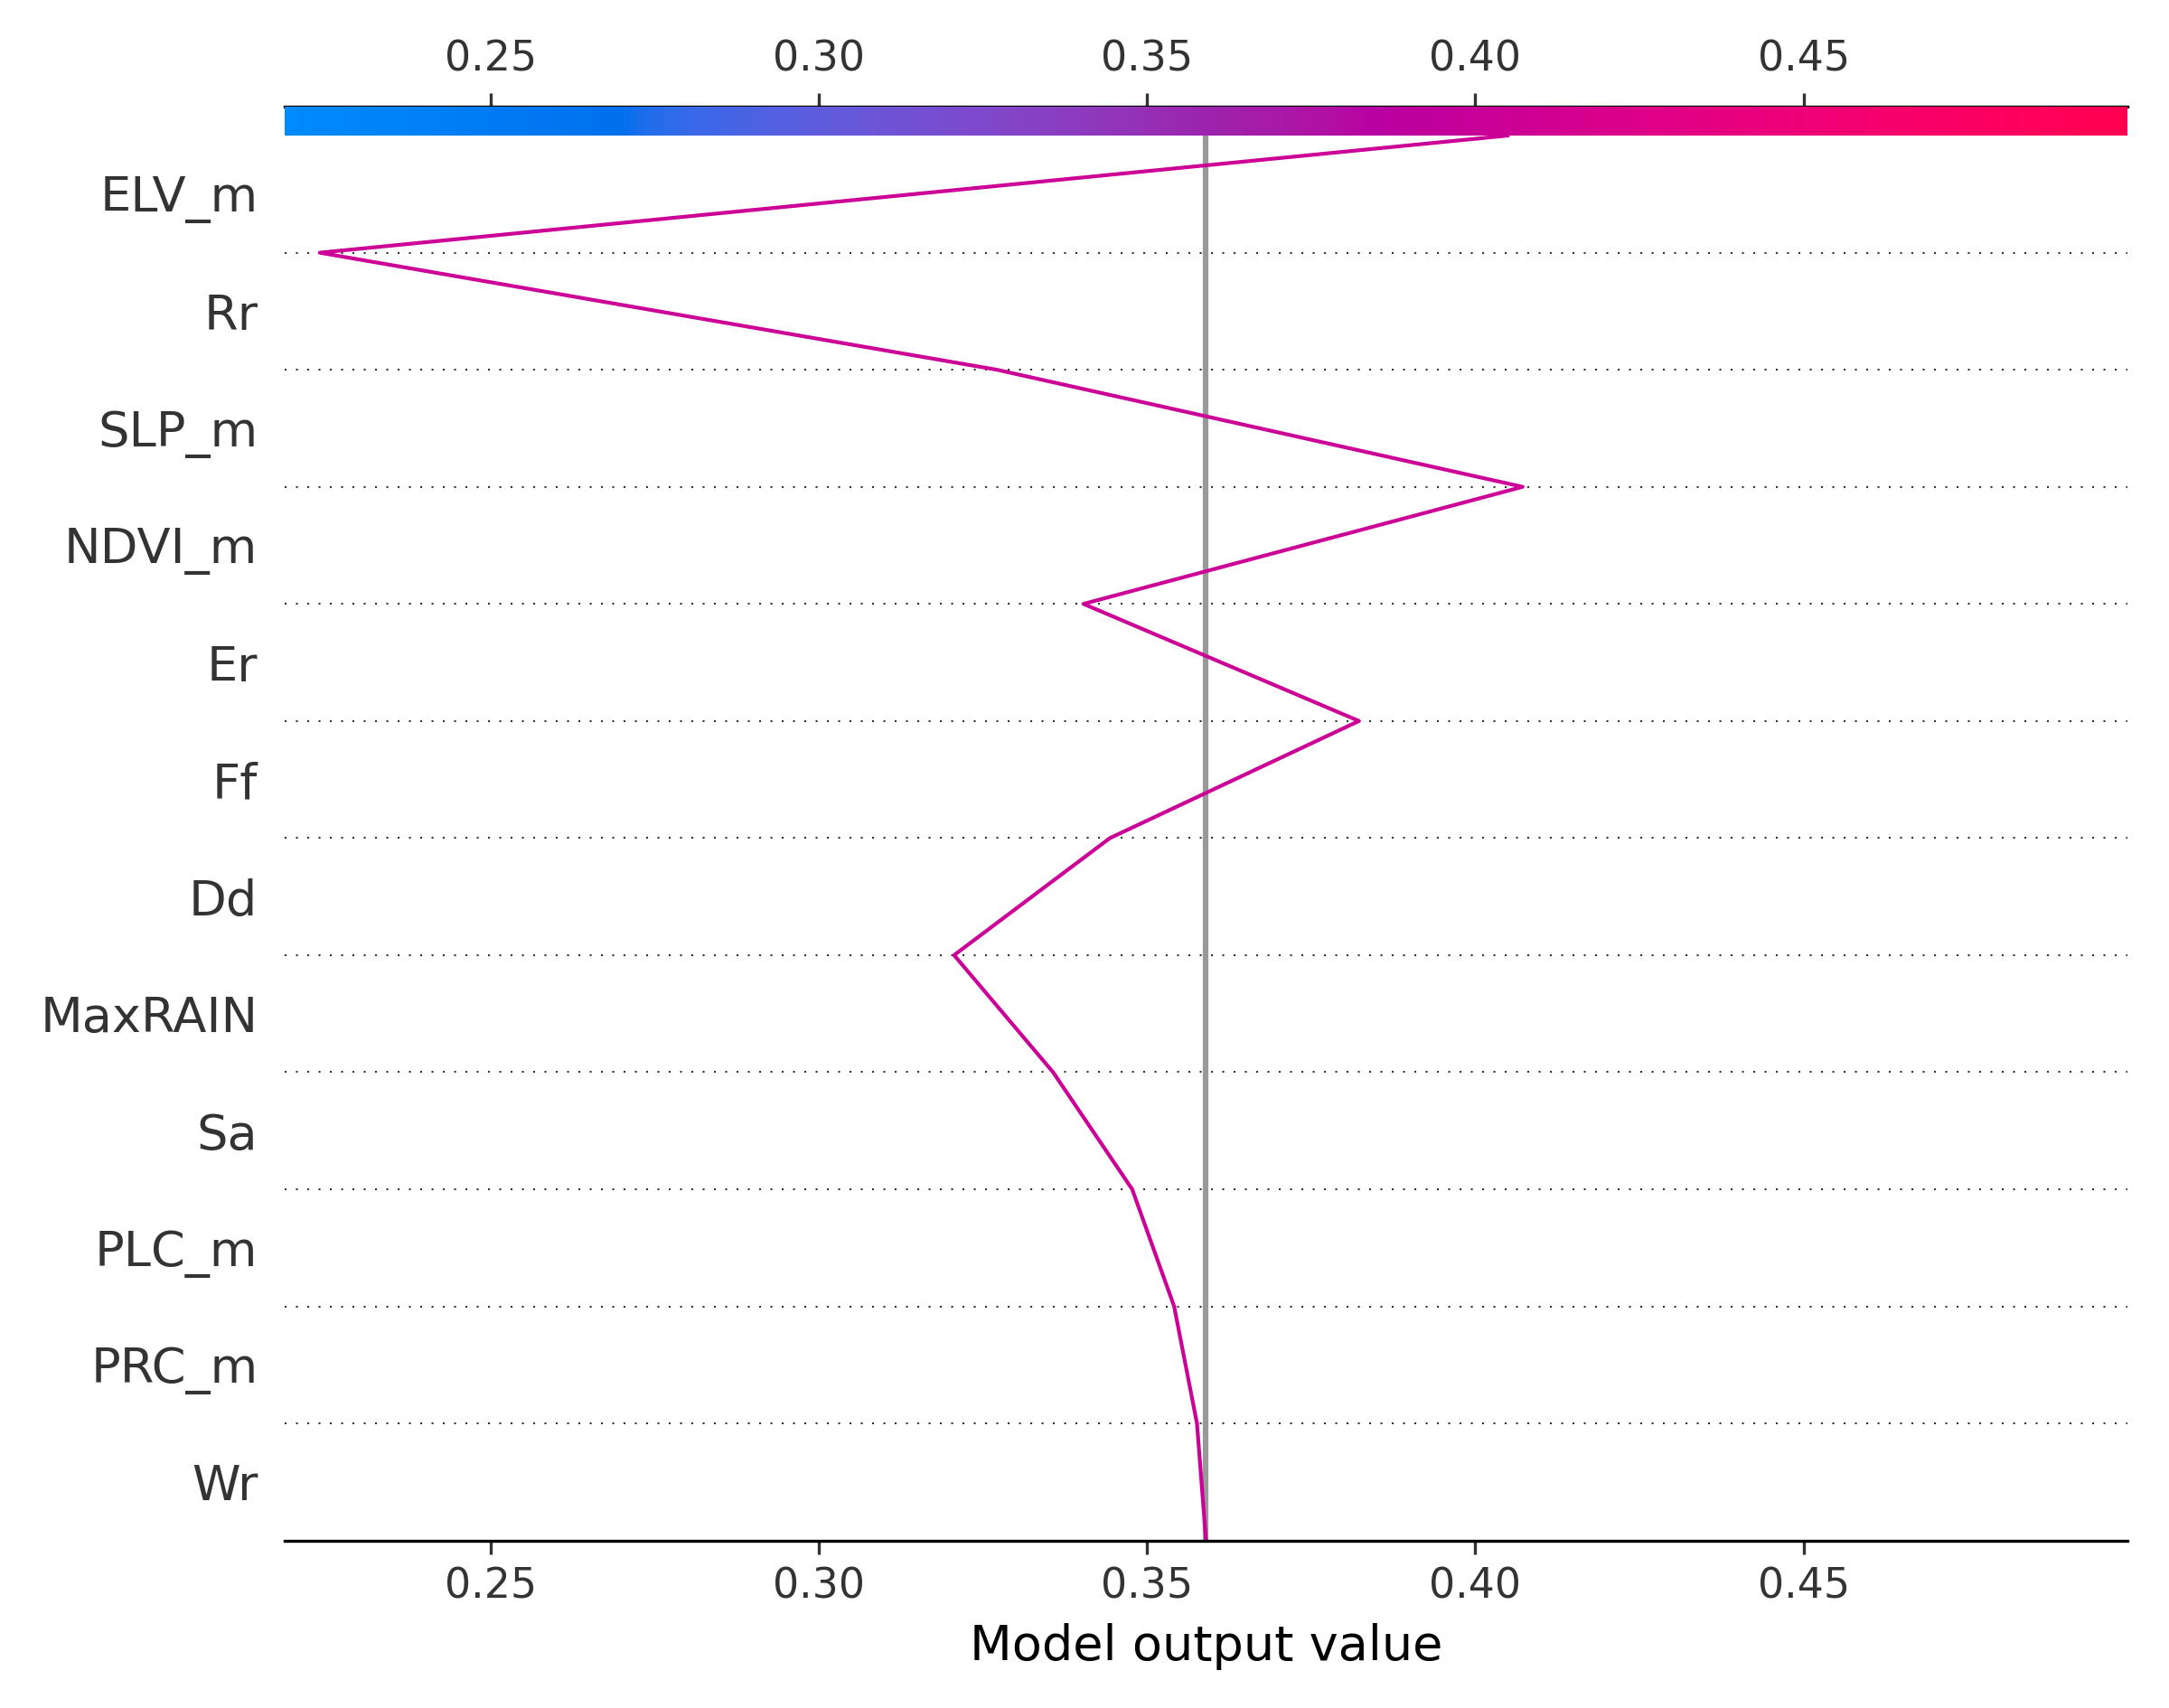 0.25 0.30 0.35 0.40 0.45
ELV_m
Rr
SLP_m
NDVI_m
Er
Ff
Dd
MaxRAIN
Sa
PLC_m
PRC_m
Wr
0.25 0.30 0.35 0.40 0.45
Model output value